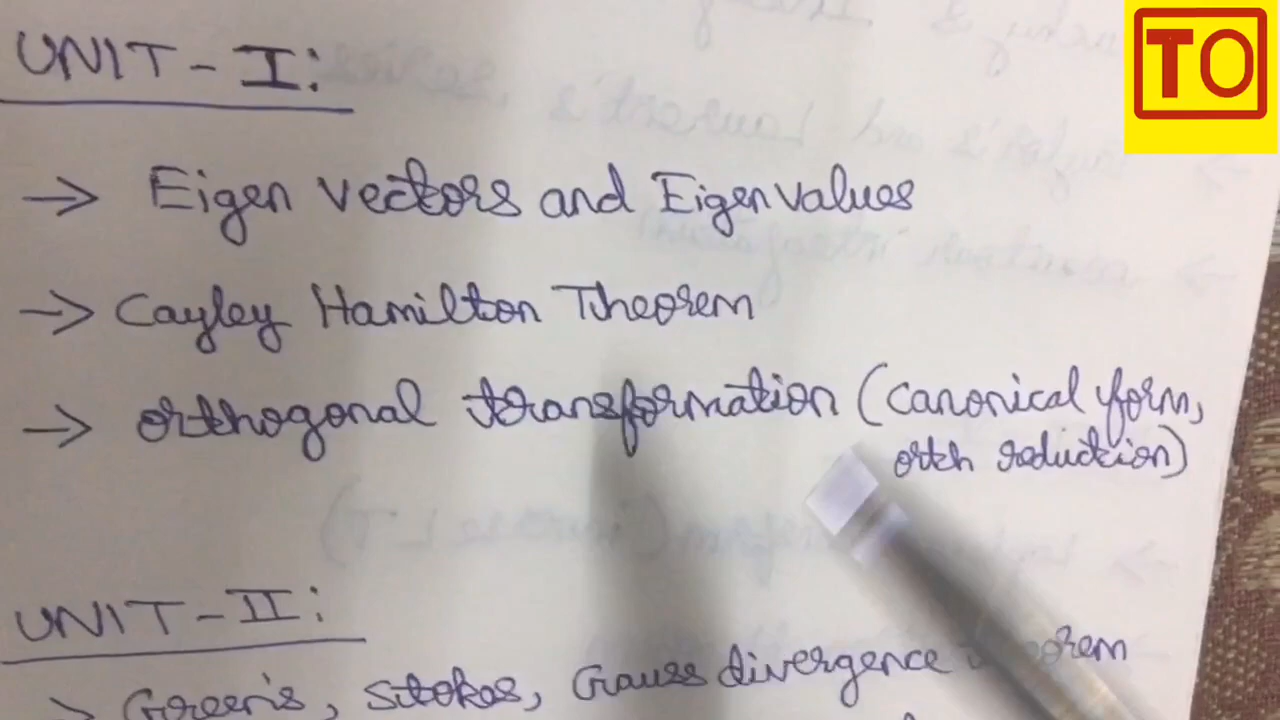 TO
UNIT-I:
→ Eigen vectors and Eigen values
→ Cayley Hamilton Theorem
→ orthogonal transformation (canonical form,
orth reduction)
UNIT-II:
→ Green's, Stokes, Gauss divergence